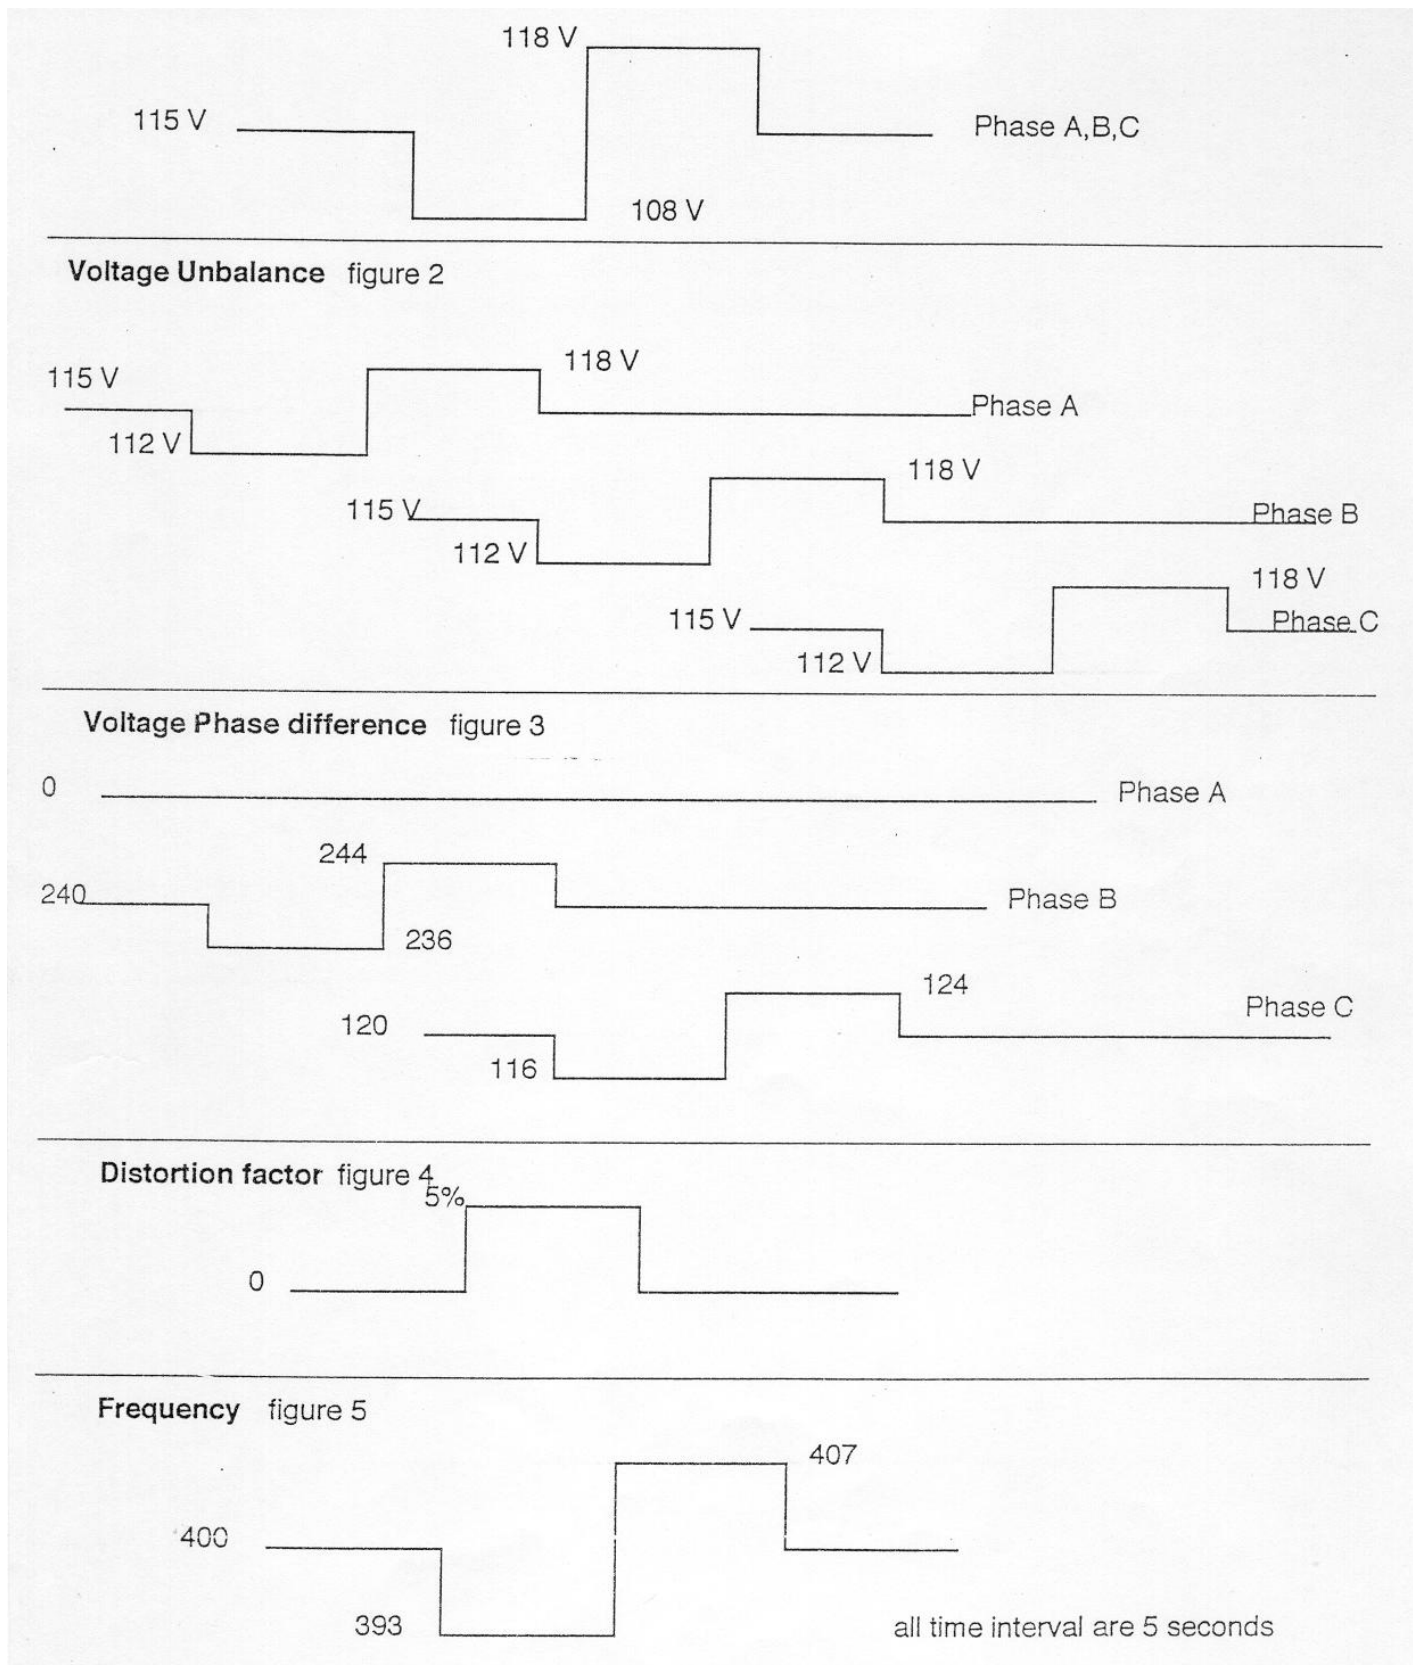 118 V
115 V
Phase A,B,C
108 V
Voltage Unbalance figure 2
118 V
115 V
Phase A
112 V
118 V
115 V
Phase B
112 V
118 V
115 V
Phase C
112 V
Voltage Phase difference figure 3
0
Phase A
244
240
Phase B
236
124
Phase C
120
116
Distortion factor figure 4
5%
0
Frequency figure 5
407
400
393
all time interval are 5 seconds